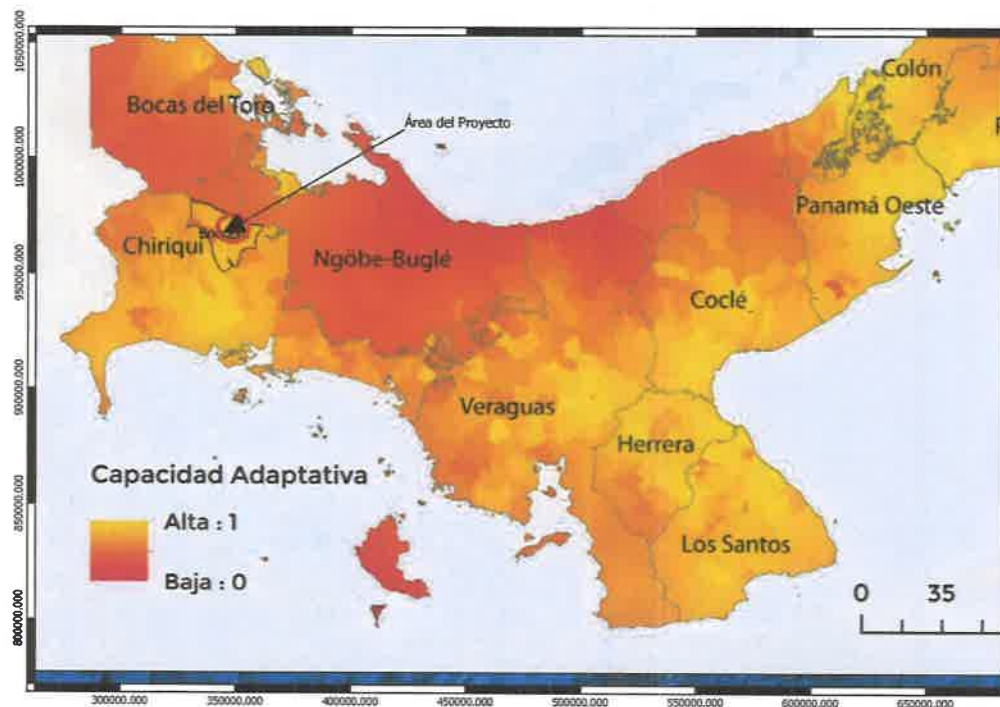 1050000.000
Colón
Bocas del Toro
Área del Proyecto
1000000.000
Panamá Oeste
Chiriquí
Ngöbe-Buglé
950000.000
Coclé
900000.000
Veraguas
Herrera
Capacidad Adaptativa
850000.000
Alta : 1
Los Santos
Baja : 0
0 35
800000.000
300000.000 350000.000 400000.000 450000.000 500000.000 550000.000 600000.000 650000.000